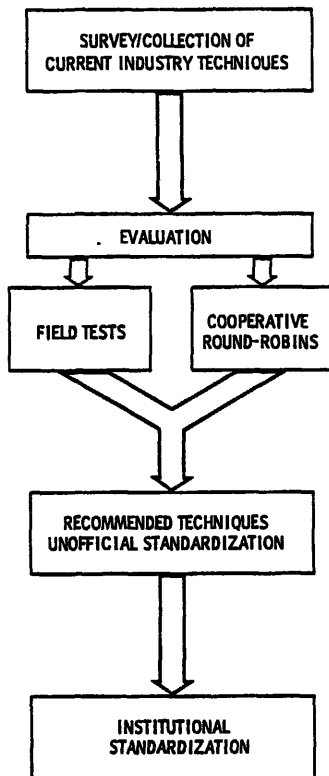 SURVEY/COLLECTION OF
CURRENT INDUSTRY TECHNIQUES
EVALUATION
FIELD TESTS
COOPERATIVE
ROUND-ROBINS
RECOMMENDED TECHNIQUES
UNOFFICIAL STANDARDIZATION
INSTITUTIONAL
STANDARDIZATION